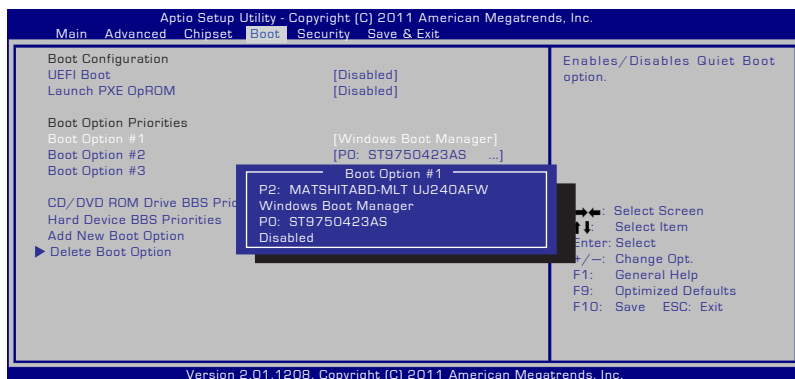 Aptio Setup Utility - Copyright (C) 2011 American Megatrends, Inc.
Main Advanced Chipset Boot Security Save & Exit
Boot Configuration
UEFI Boot [Disabled]
Launch PXE OpROM [Disabled]
Boot Option Priorities
Boot Option #1 [Windows Boot Manager]
Boot Option #2 [P0: ST9750423AS ...]
Boot Option #3
CD/DVD ROM Drive BBS Prio
Hard Device BBS Priorities
Add New Boot Option
Delete Boot Option
Boot Option #1
P2: MATSHITABD-MLT UJ240AFW
Windows Boot Manager
P0: ST9750423AS
Disabled
Enables/Disables Quiet Boot
option.
→←: Select Screen
↑↓: Select Item
Enter: Select
+/—: Change Opt.
F1: General Help
F9: Optimized Defaults
F10: Save ESC: Exit
Version 2.01.1208. Copyright (C) 2011 American Megatrends, Inc.